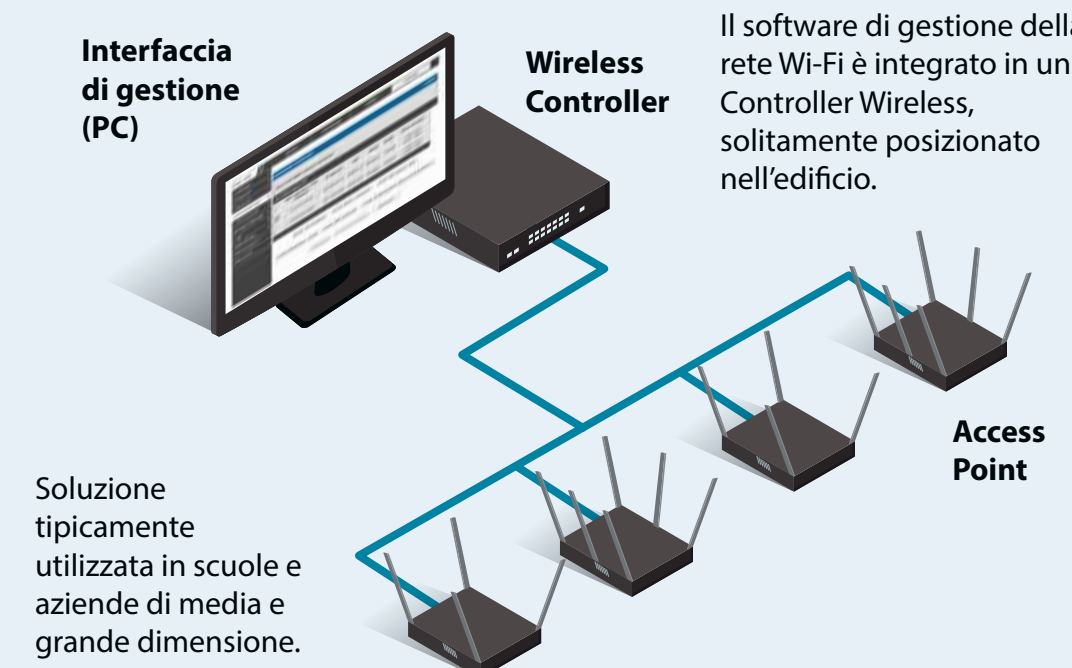 Interfaccia
di gestione
(PC)
Wireless
Controller
Il software di gestione della
rete Wi-Fi è integrato in un
Controller Wireless,
solitamente posizionato
nell’edificio.
Access
Point
Soluzione
tipicamente
utilizzata in scuole e
aziende di media e
grande dimensione.